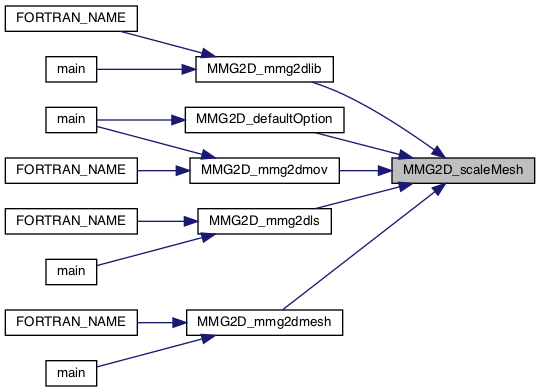 FORTRAN_NAME
main
MMG2D_mmg2dlib
main
MMG2D_defaultOption
FORTRAN_NAME
MMG2D_mmg2dmov
MMG2D_scaleMesh
FORTRAN_NAME
MMG2D_mmg2dls
main
FORTRAN_NAME
MMG2D_mmg2dmesh
main